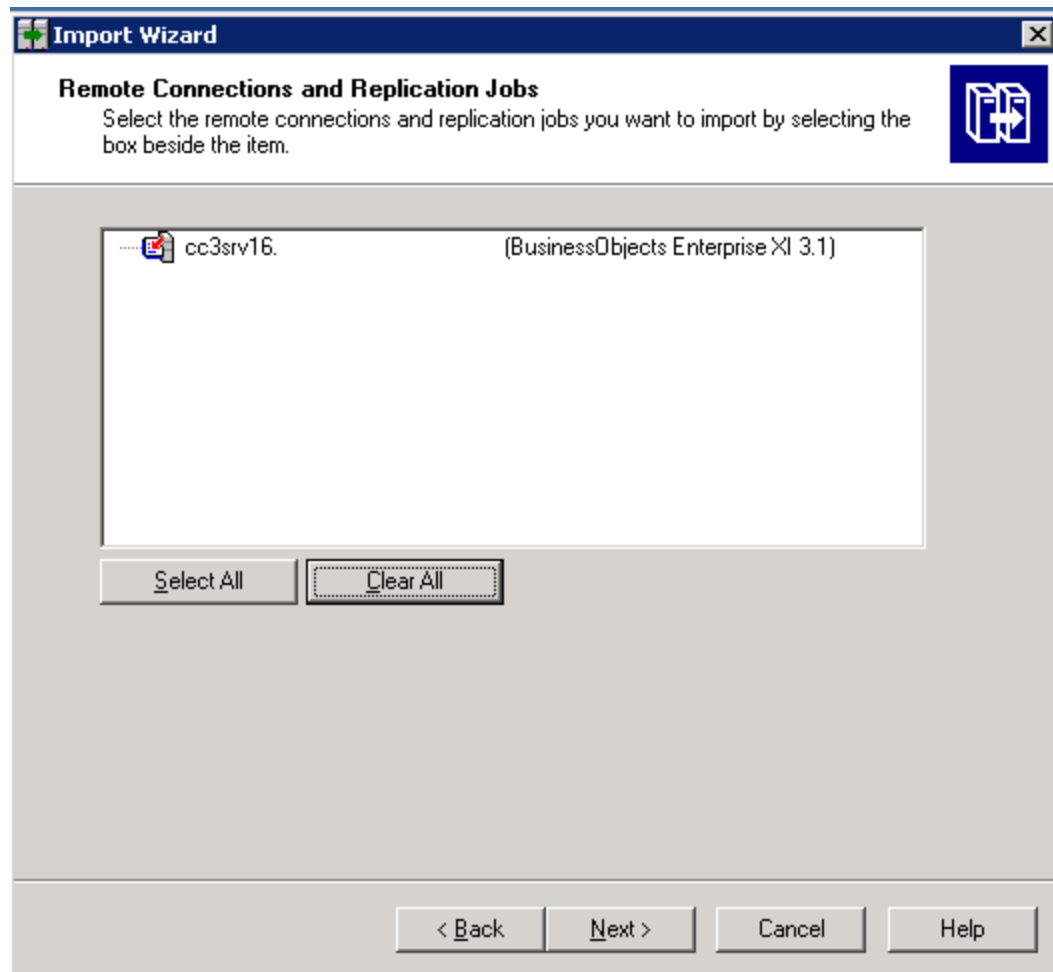 Import Wizard
Remote Connections and Replication Jobs
Select the remote connections and replication jobs you want to import by selecting the
box beside the item.
cc3srv16. (BusinessObjects Enterprise XI 3.1)
Select All Clear All
< Back Next > Cancel Help